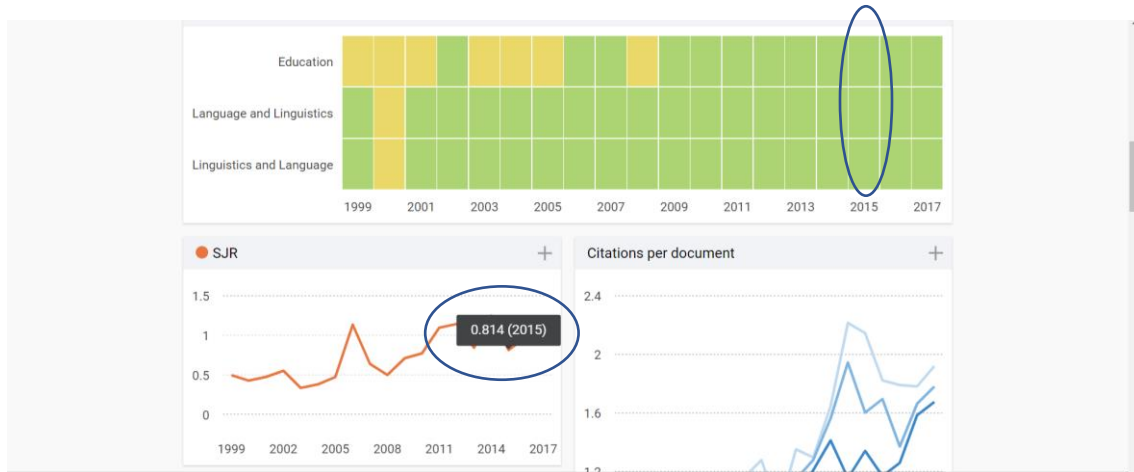 Education
Language and Linguistics
Linguistics and Language
1999 2001 2003 2005 2007 2009 2011 2013 2015 2017
SJR
+
1.5
1
0.5
0
0.814 (2015)
1999 2002 2005 2008 2011 2014 2017
Citations per document
+
2.4
2
1.6
1.2